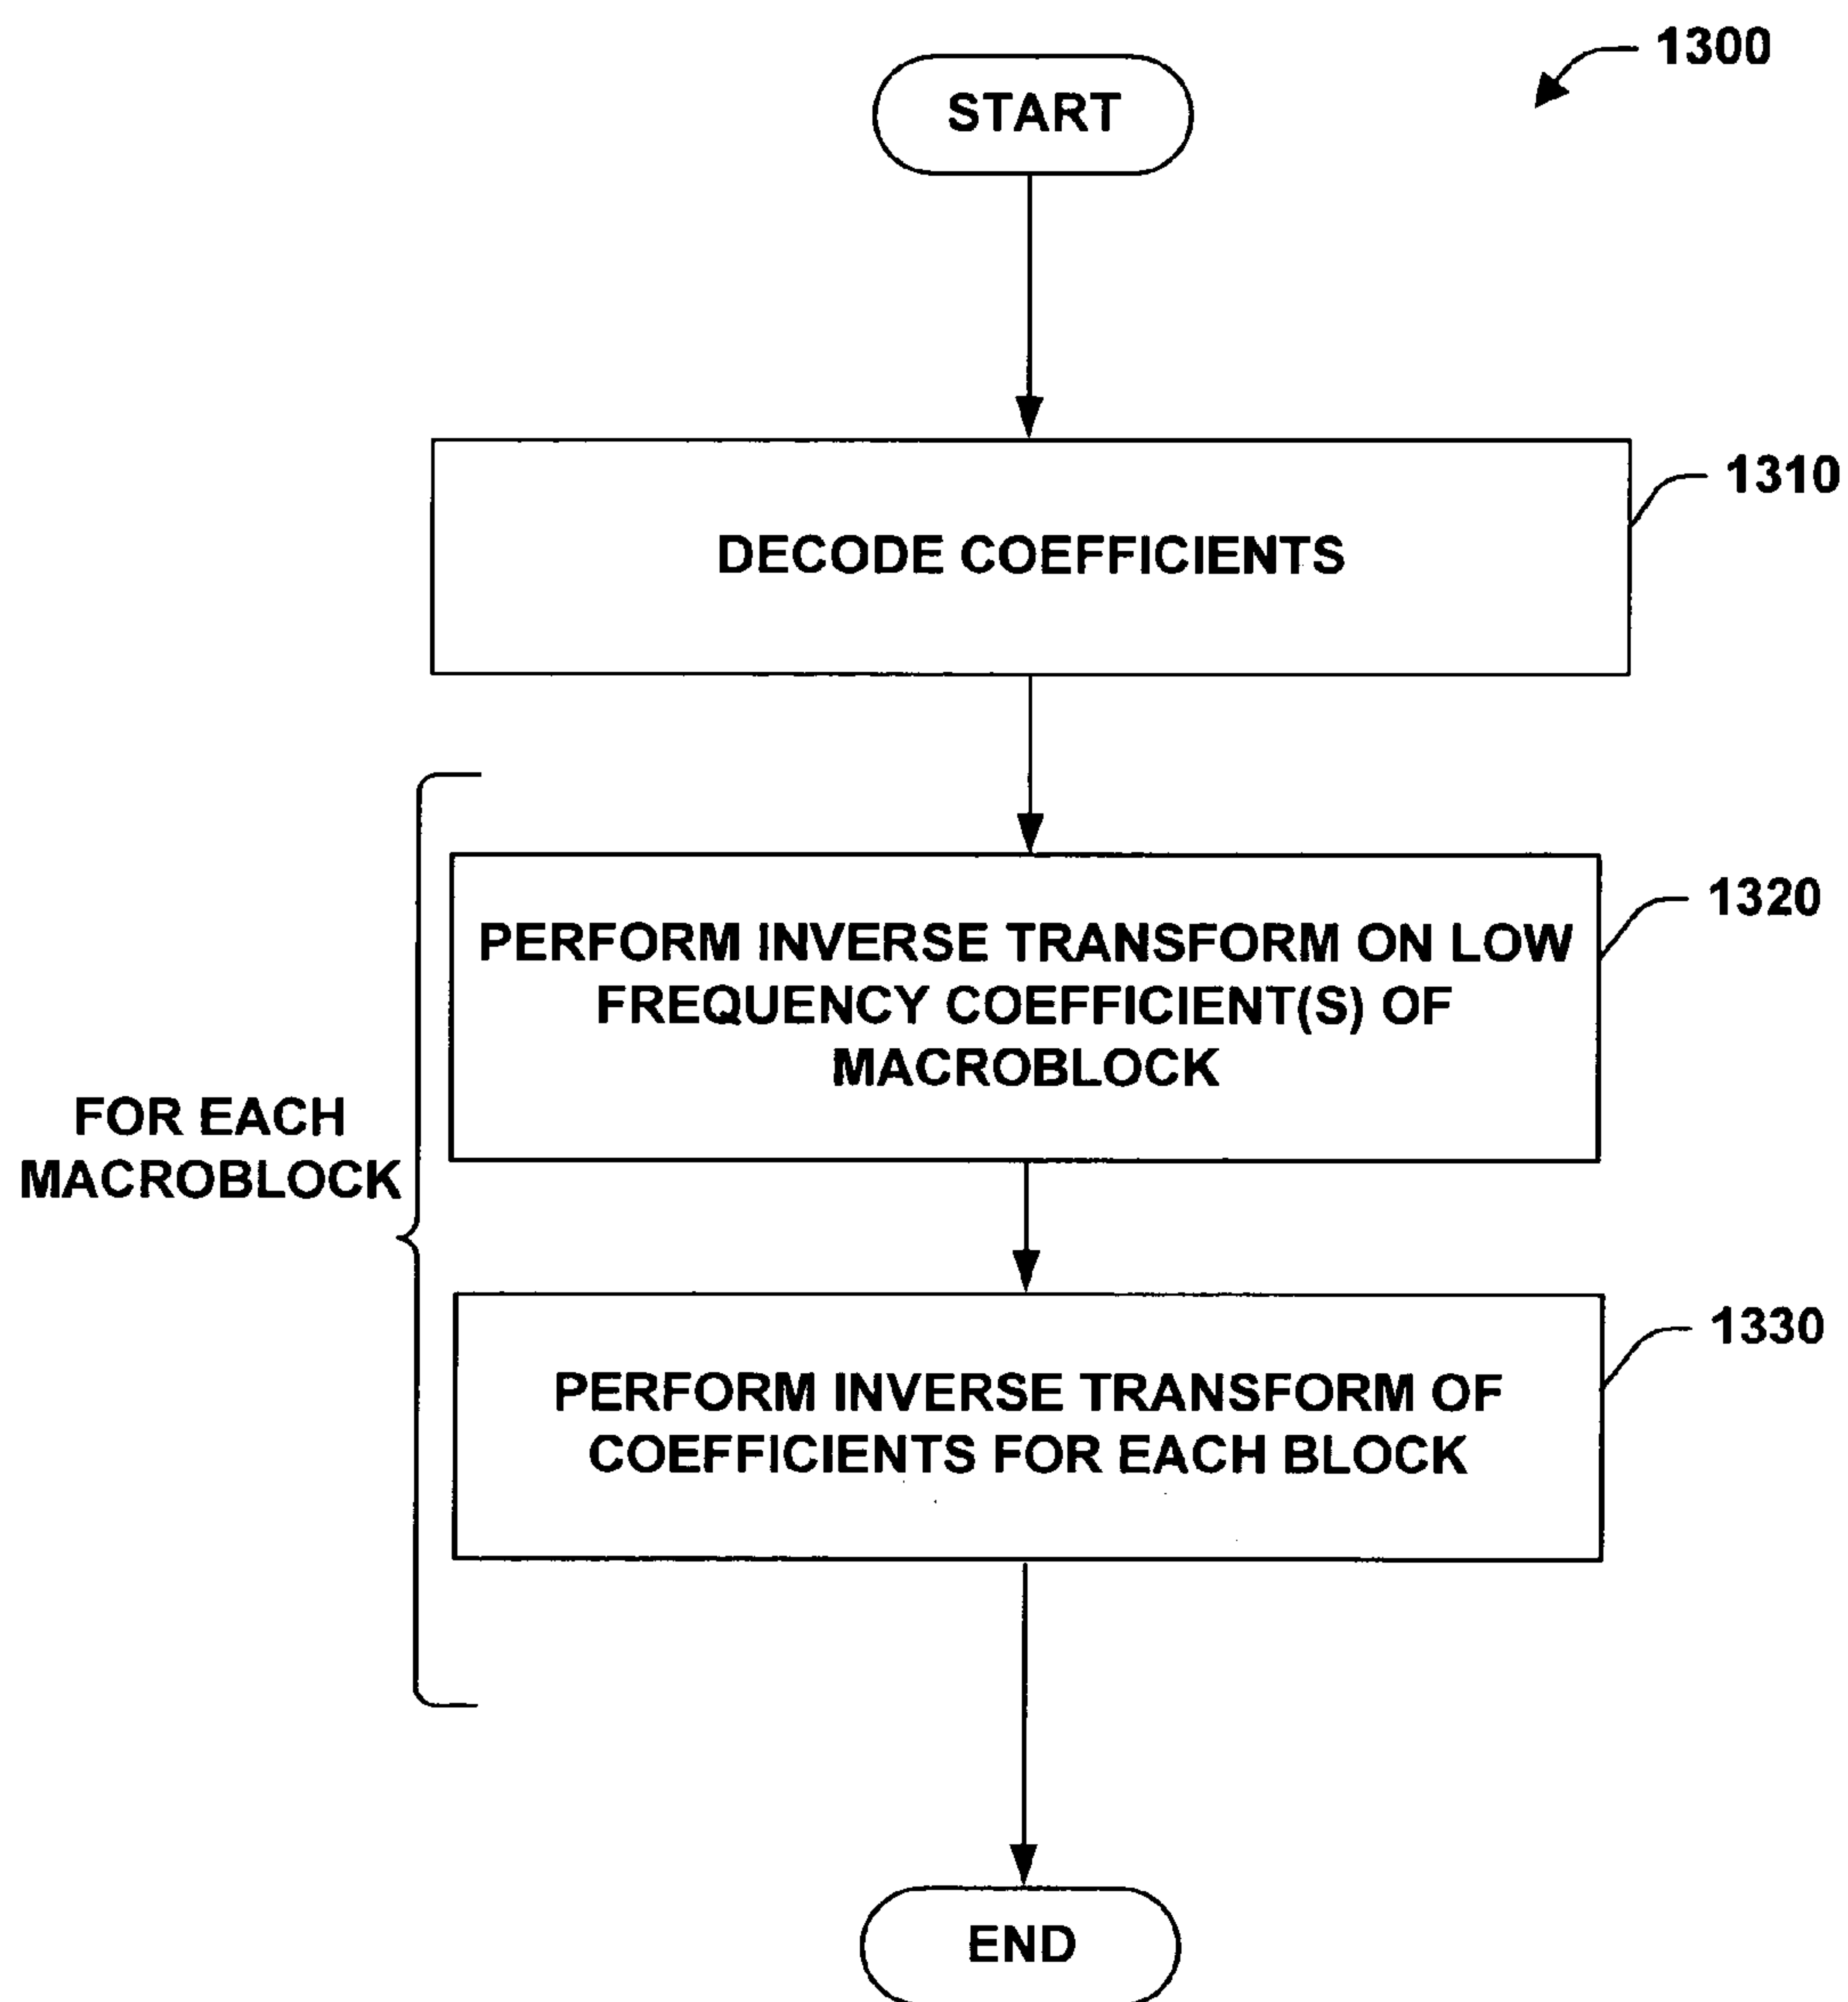 1300
START
1310
DECODE COEFFICIENTS
1320
PERFORM INVERSE TRANSFORM ON LOW
FREQUENCY COEFFICIENT(S) OF
MACROBLOCK
FOR EACH
MACROBLOCK
1330
PERFORM INVERSE TRANSFORM OF
COEFFICIENTS FOR EACH BLOCK
END